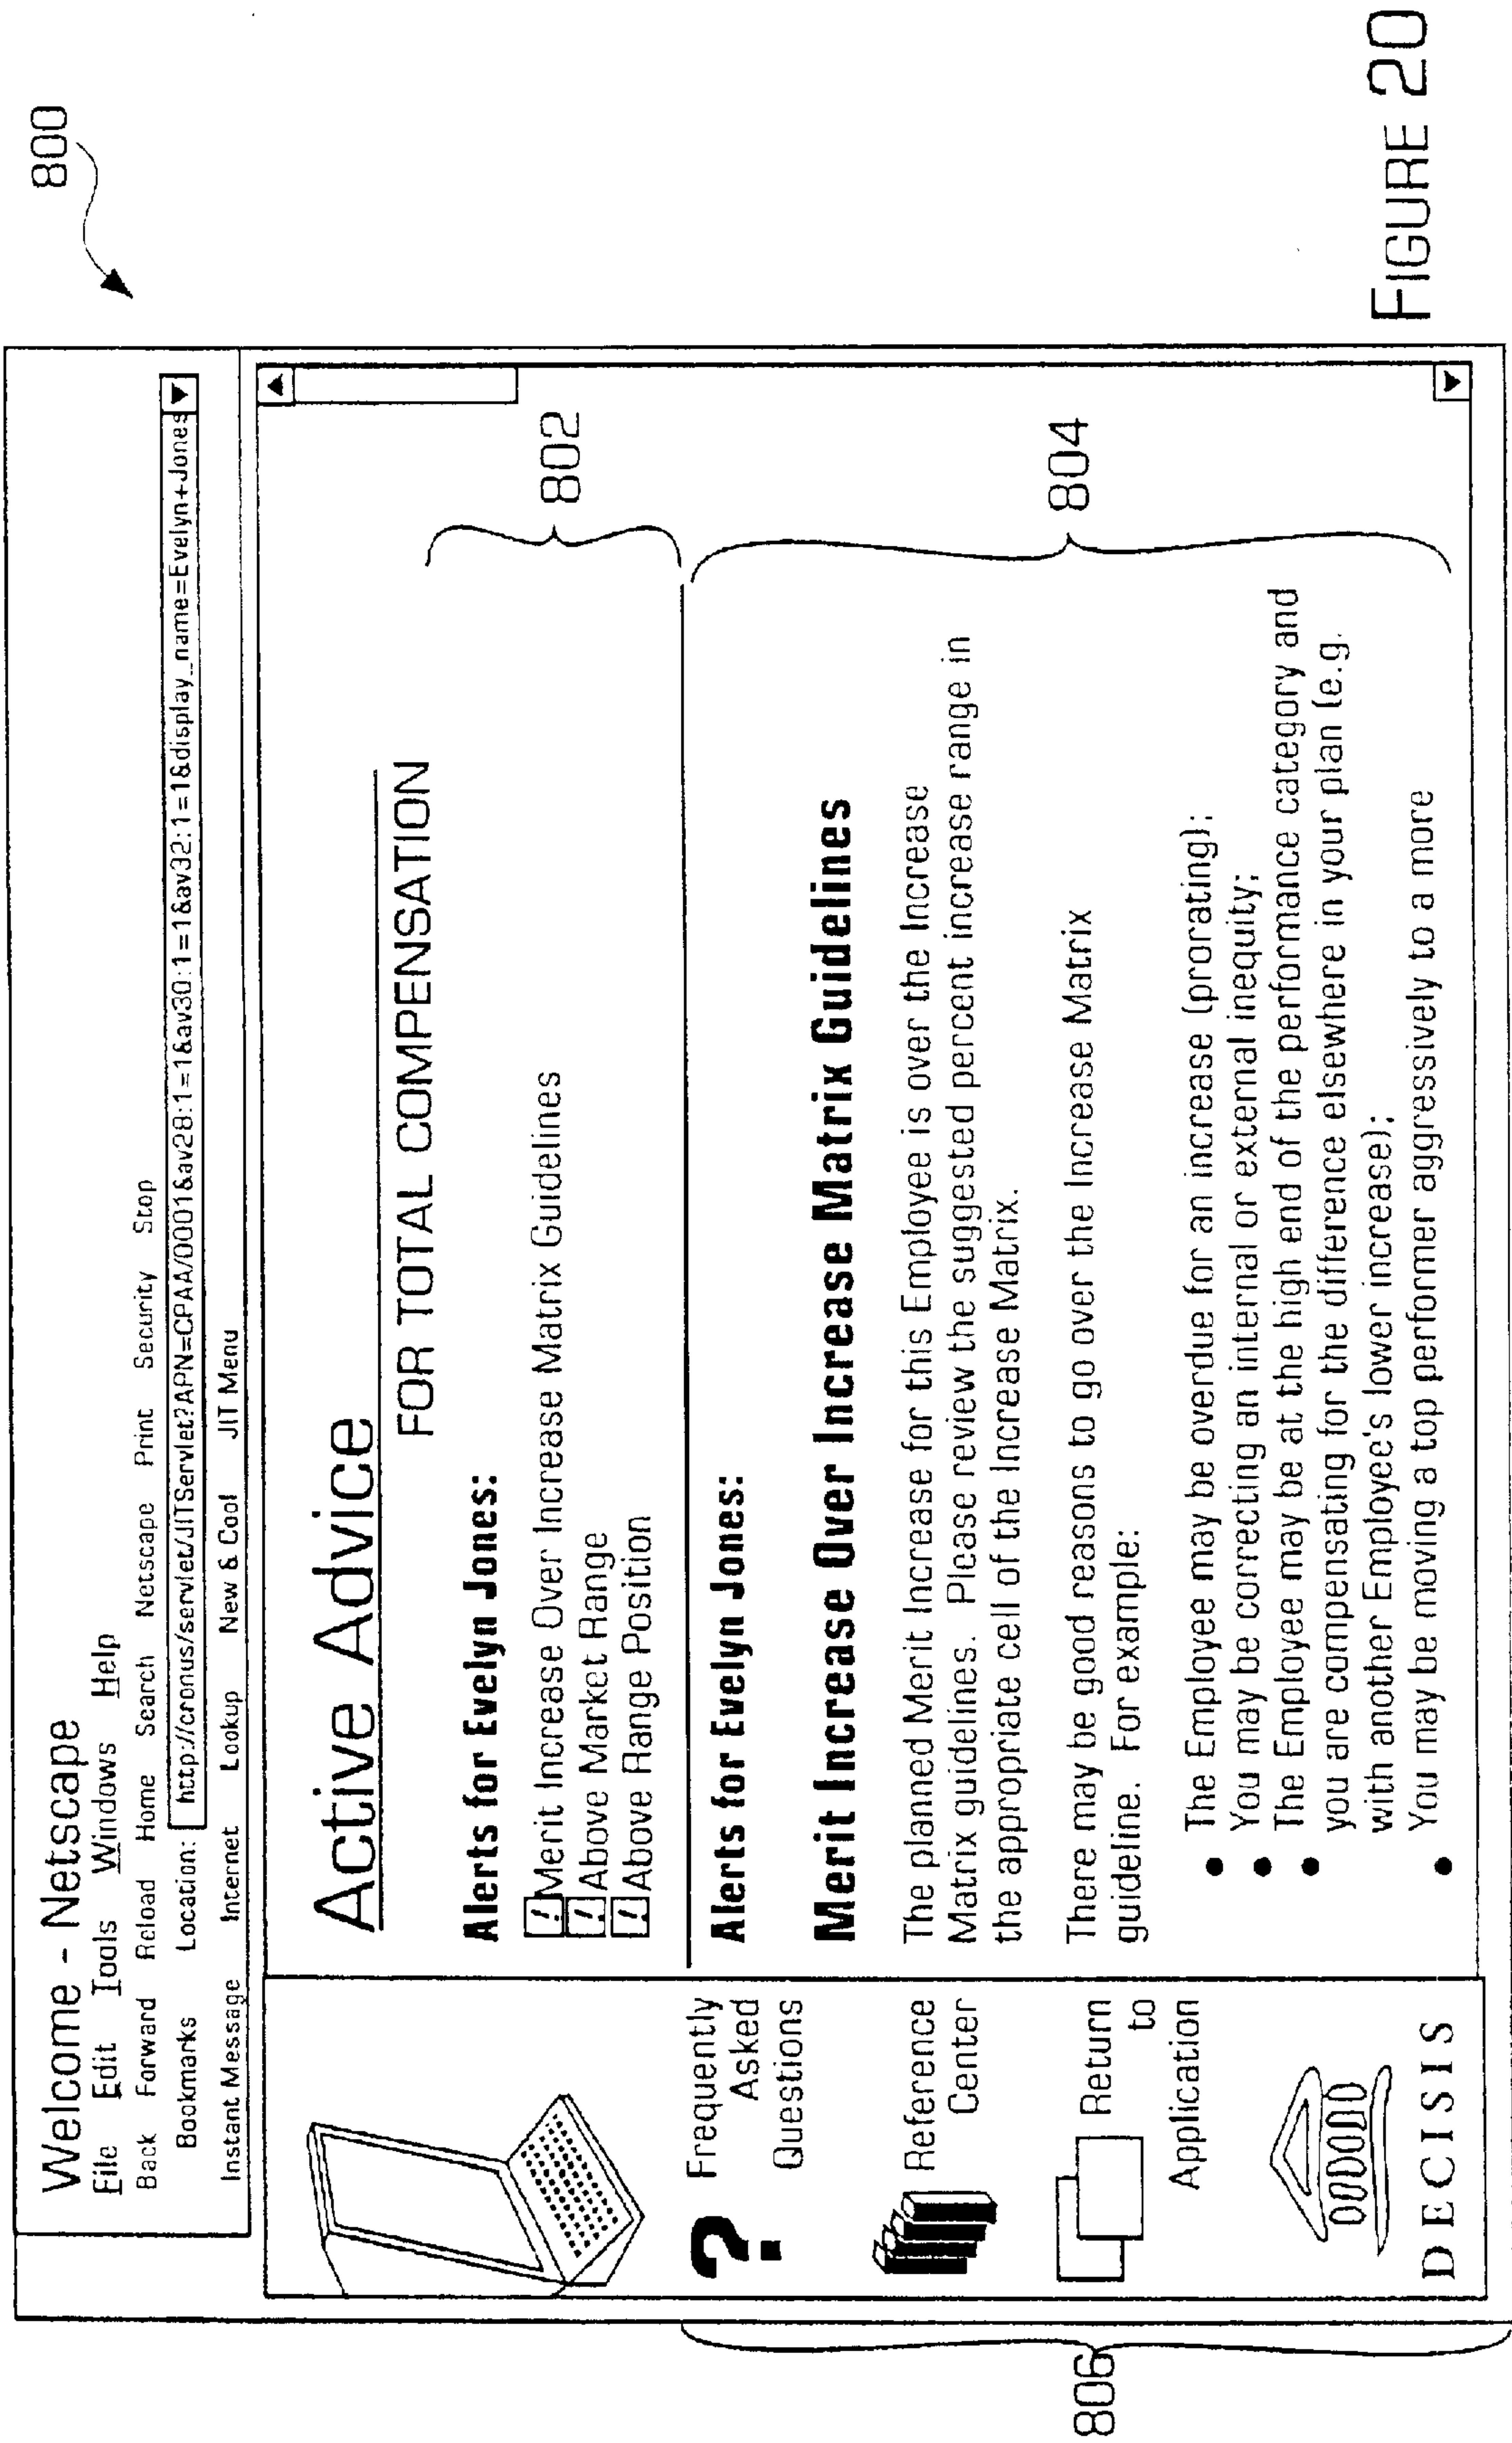 800
Welcome - Netscape
File Edit Tools Windows Help
Back Forward Reload Home Search Netscape Print Security Stop
Bookmarks Location: http://cronus/servlet/JITServlet?APN=CPAA/0001&av28:1=1&av30:1=1&av32:1=1&display_name=Evelyn+Jones
Instant Message Internet Lookup New & Cool JIT Menu
Active Advice
FOR TOTAL COMPENSATION
Alerts for Evelyn Jones:
! Merit Increase Over Increase Matrix Guidelines
! Above Market Range
! Above Range Position
802
Alerts for Evelyn Jones:
Merit Increase Over Increase Matrix Guidelines
The planned Merit Increase for this Employee is over the Increase
Matrix guidelines. Please review the suggested percent increase range in
the appropriate cell of the Increase Matrix.
There may be good reasons to go over the Increase Matrix
guideline. For example:
• The Employee may be overdue for an increase (prorating);
• You may be correcting an internal or external inequity;
• The Employee may be at the high end of the performance category and
you are compensating for the difference elsewhere in your plan (e.g.
with another Employee's lower increase);
• You may be moving a top performer aggressively to a more
804
? Frequently
Asked
Questions
Reference
Center
Return
to
Application
DECISIS
806
FIGURE 20